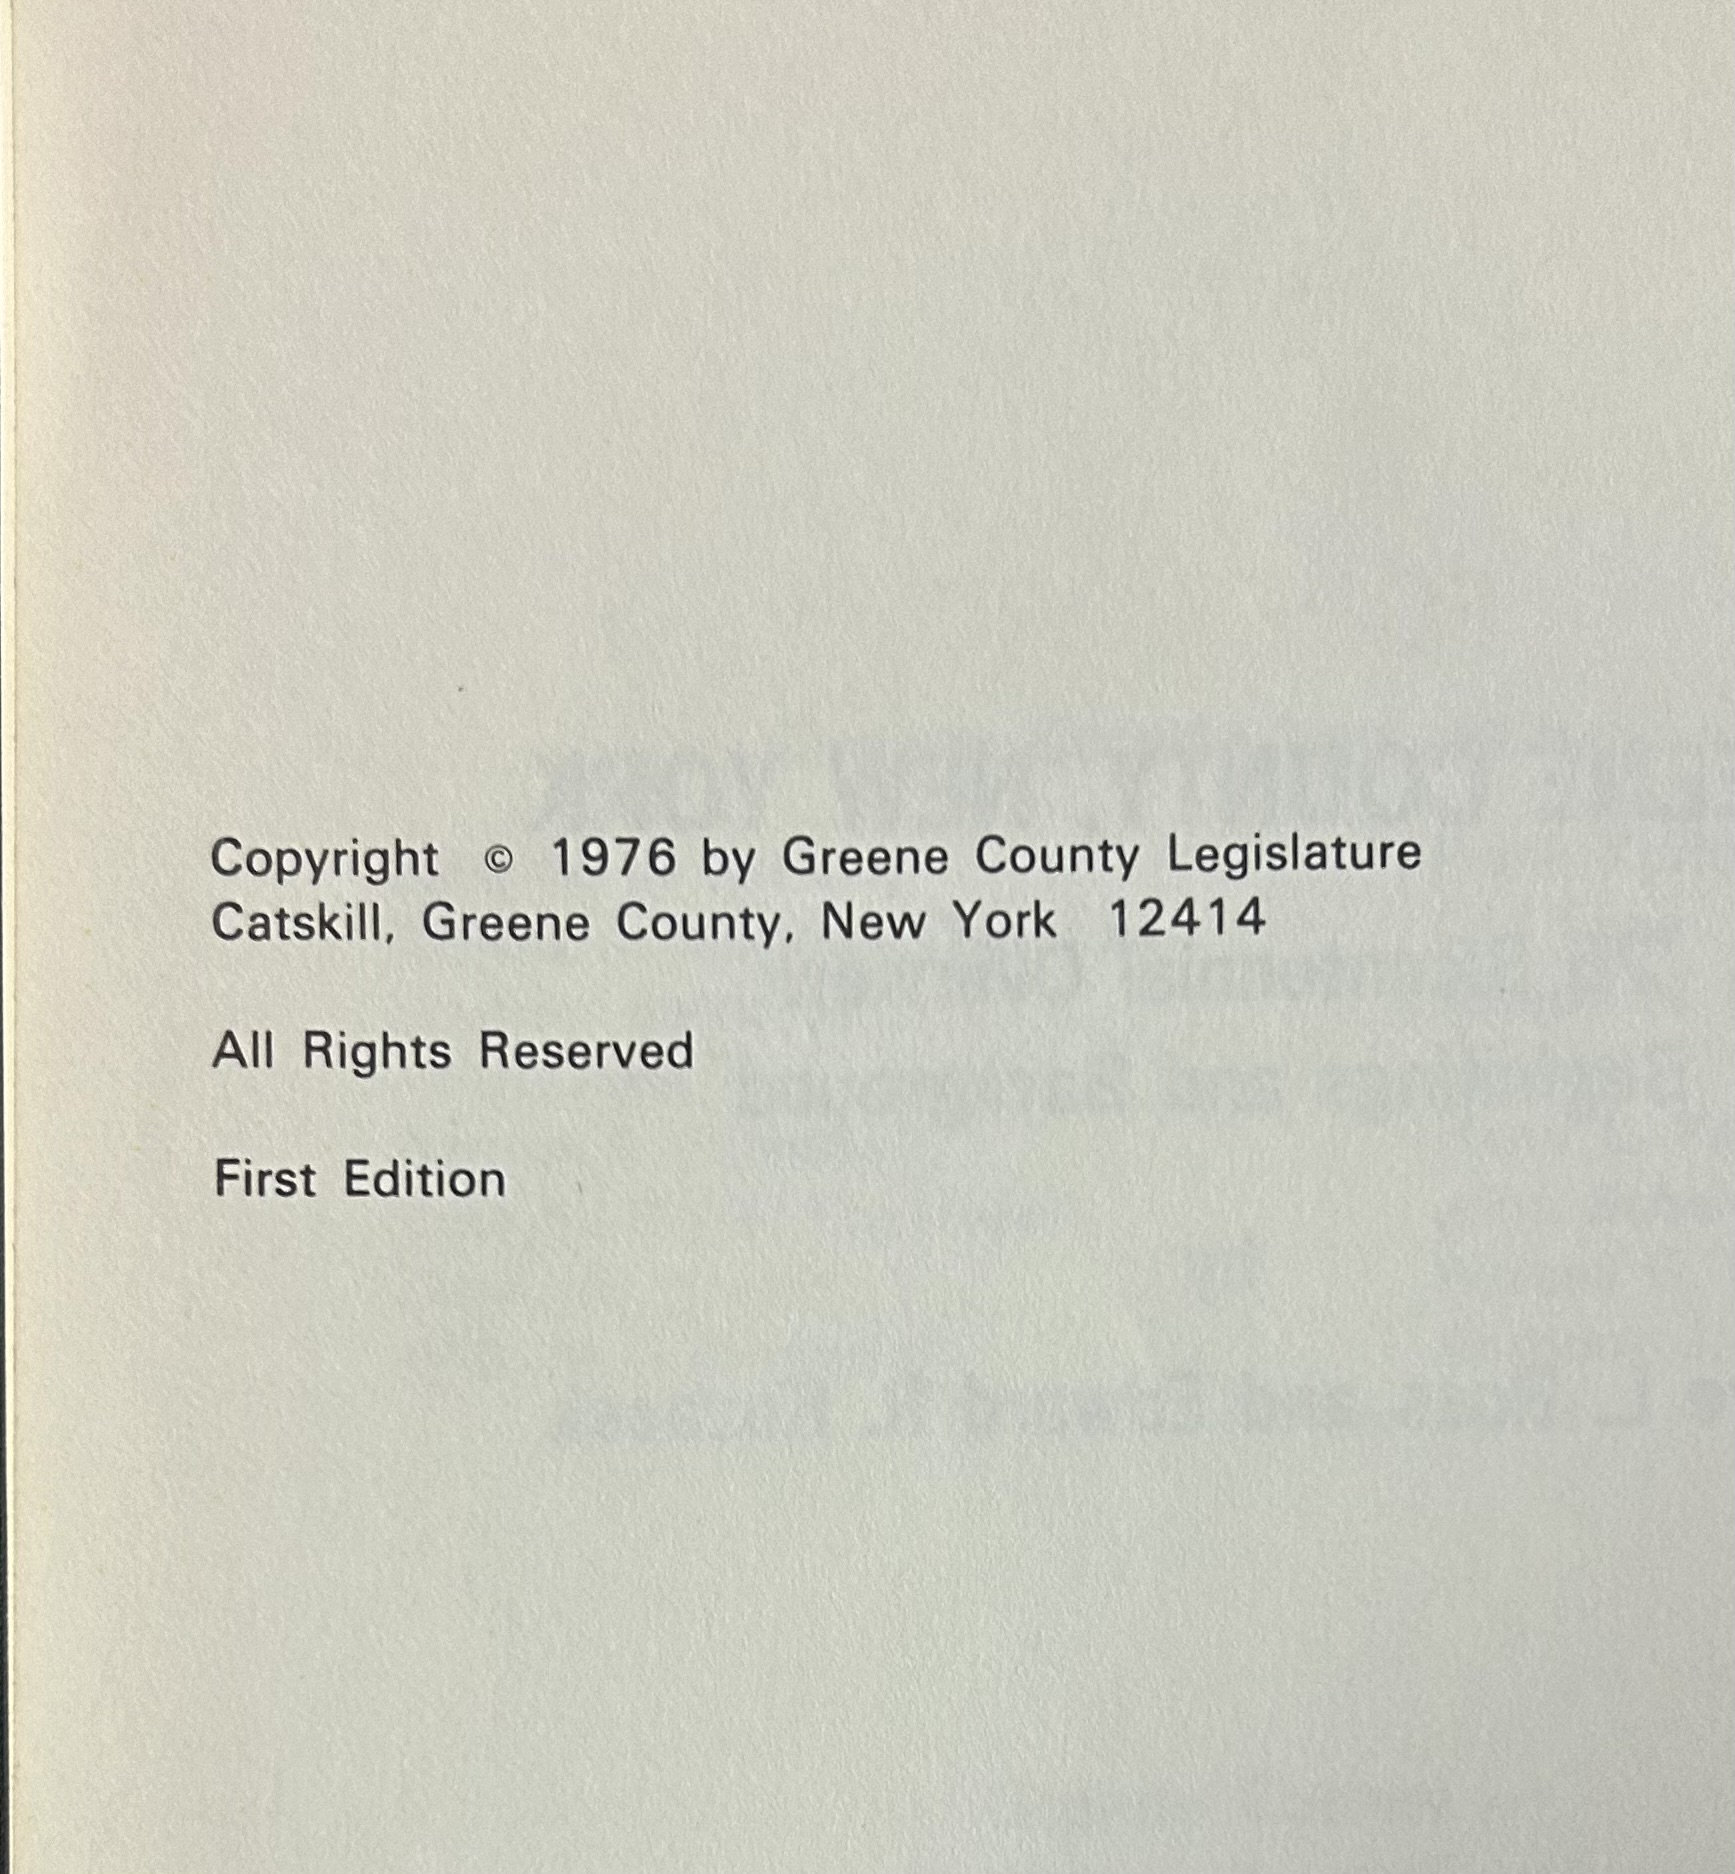 Copyright © 1976 by Greene County Legislature
Catskill, Greene County, New York 12414
All Rights Reserved
First Edition